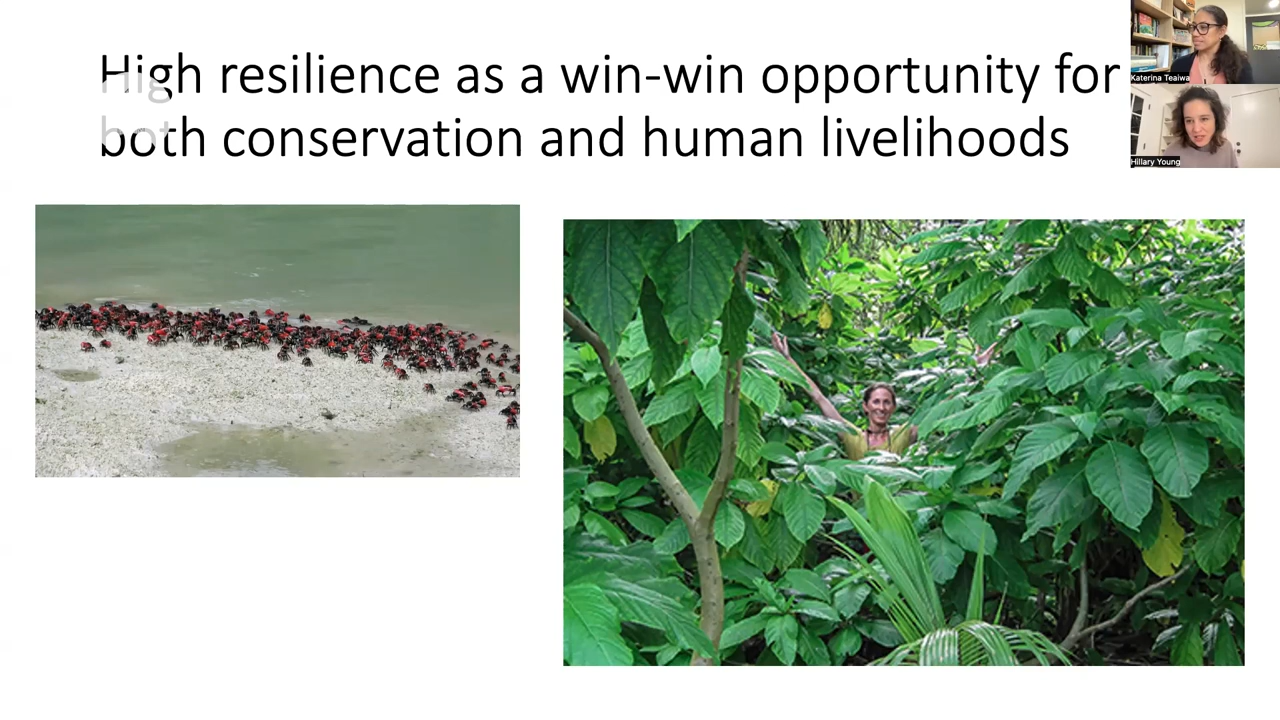 High resilience as a win-win opportunity for
both conservation and human livelihoods
Katerina Teaiwa
Hillary Young